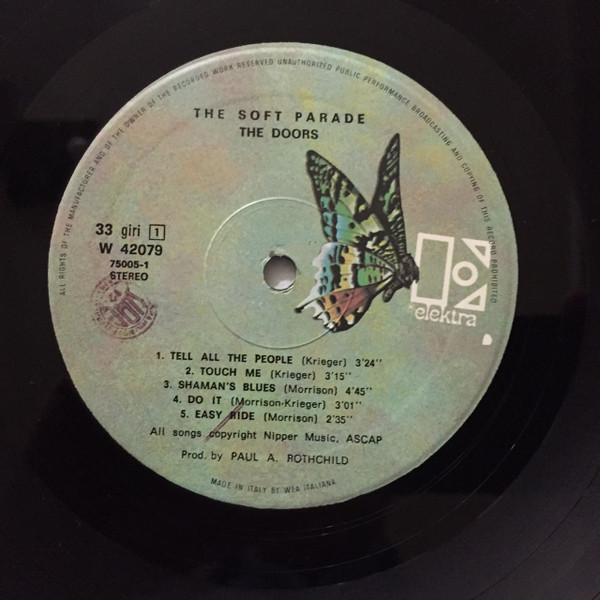 ALL RIGHTS OF THE MANUFACTURER AND OF THE OWNER OF THE RECORDED WORK RESERVED UNAUTHORIZED PUBLIC PERFORMANCE BROADCASTING AND COPYING OF THIS RECORD PROHIBITED
THE SOFT PARADE
THE DOORS
33 giri 1
W 42079
75005-1
STEREO
elektra
1. TELL ALL THE PEOPLE (Krieger) 3'24''
2. TOUCH ME (Krieger) 3'15''
3. SHAMAN'S BLUES (Morrison) 4'45''
4. DO IT (Morrison-Krieger) 3'01''
5. EASY RIDE (Morrison) 2'35''
All songs copyright Nipper Music, ASCAP
Prod. by PAUL A. ROTHCHILD
MADE IN ITALY BY WEA ITALIANA